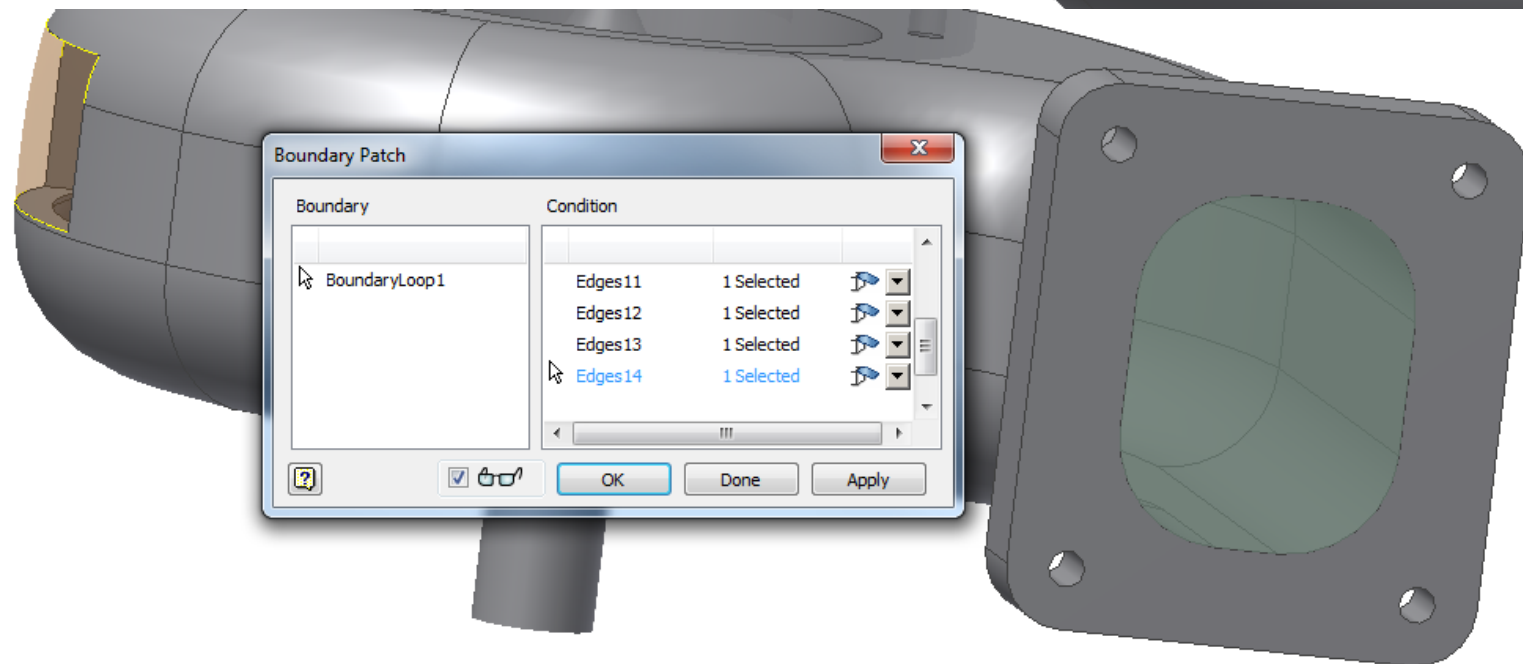 Boundary Patch
Boundary
Condition
BoundaryLoop1
Edges11 1 Selected
Edges12 1 Selected
Edges13 1 Selected
Edges14 1 Selected
OK
Done
Apply